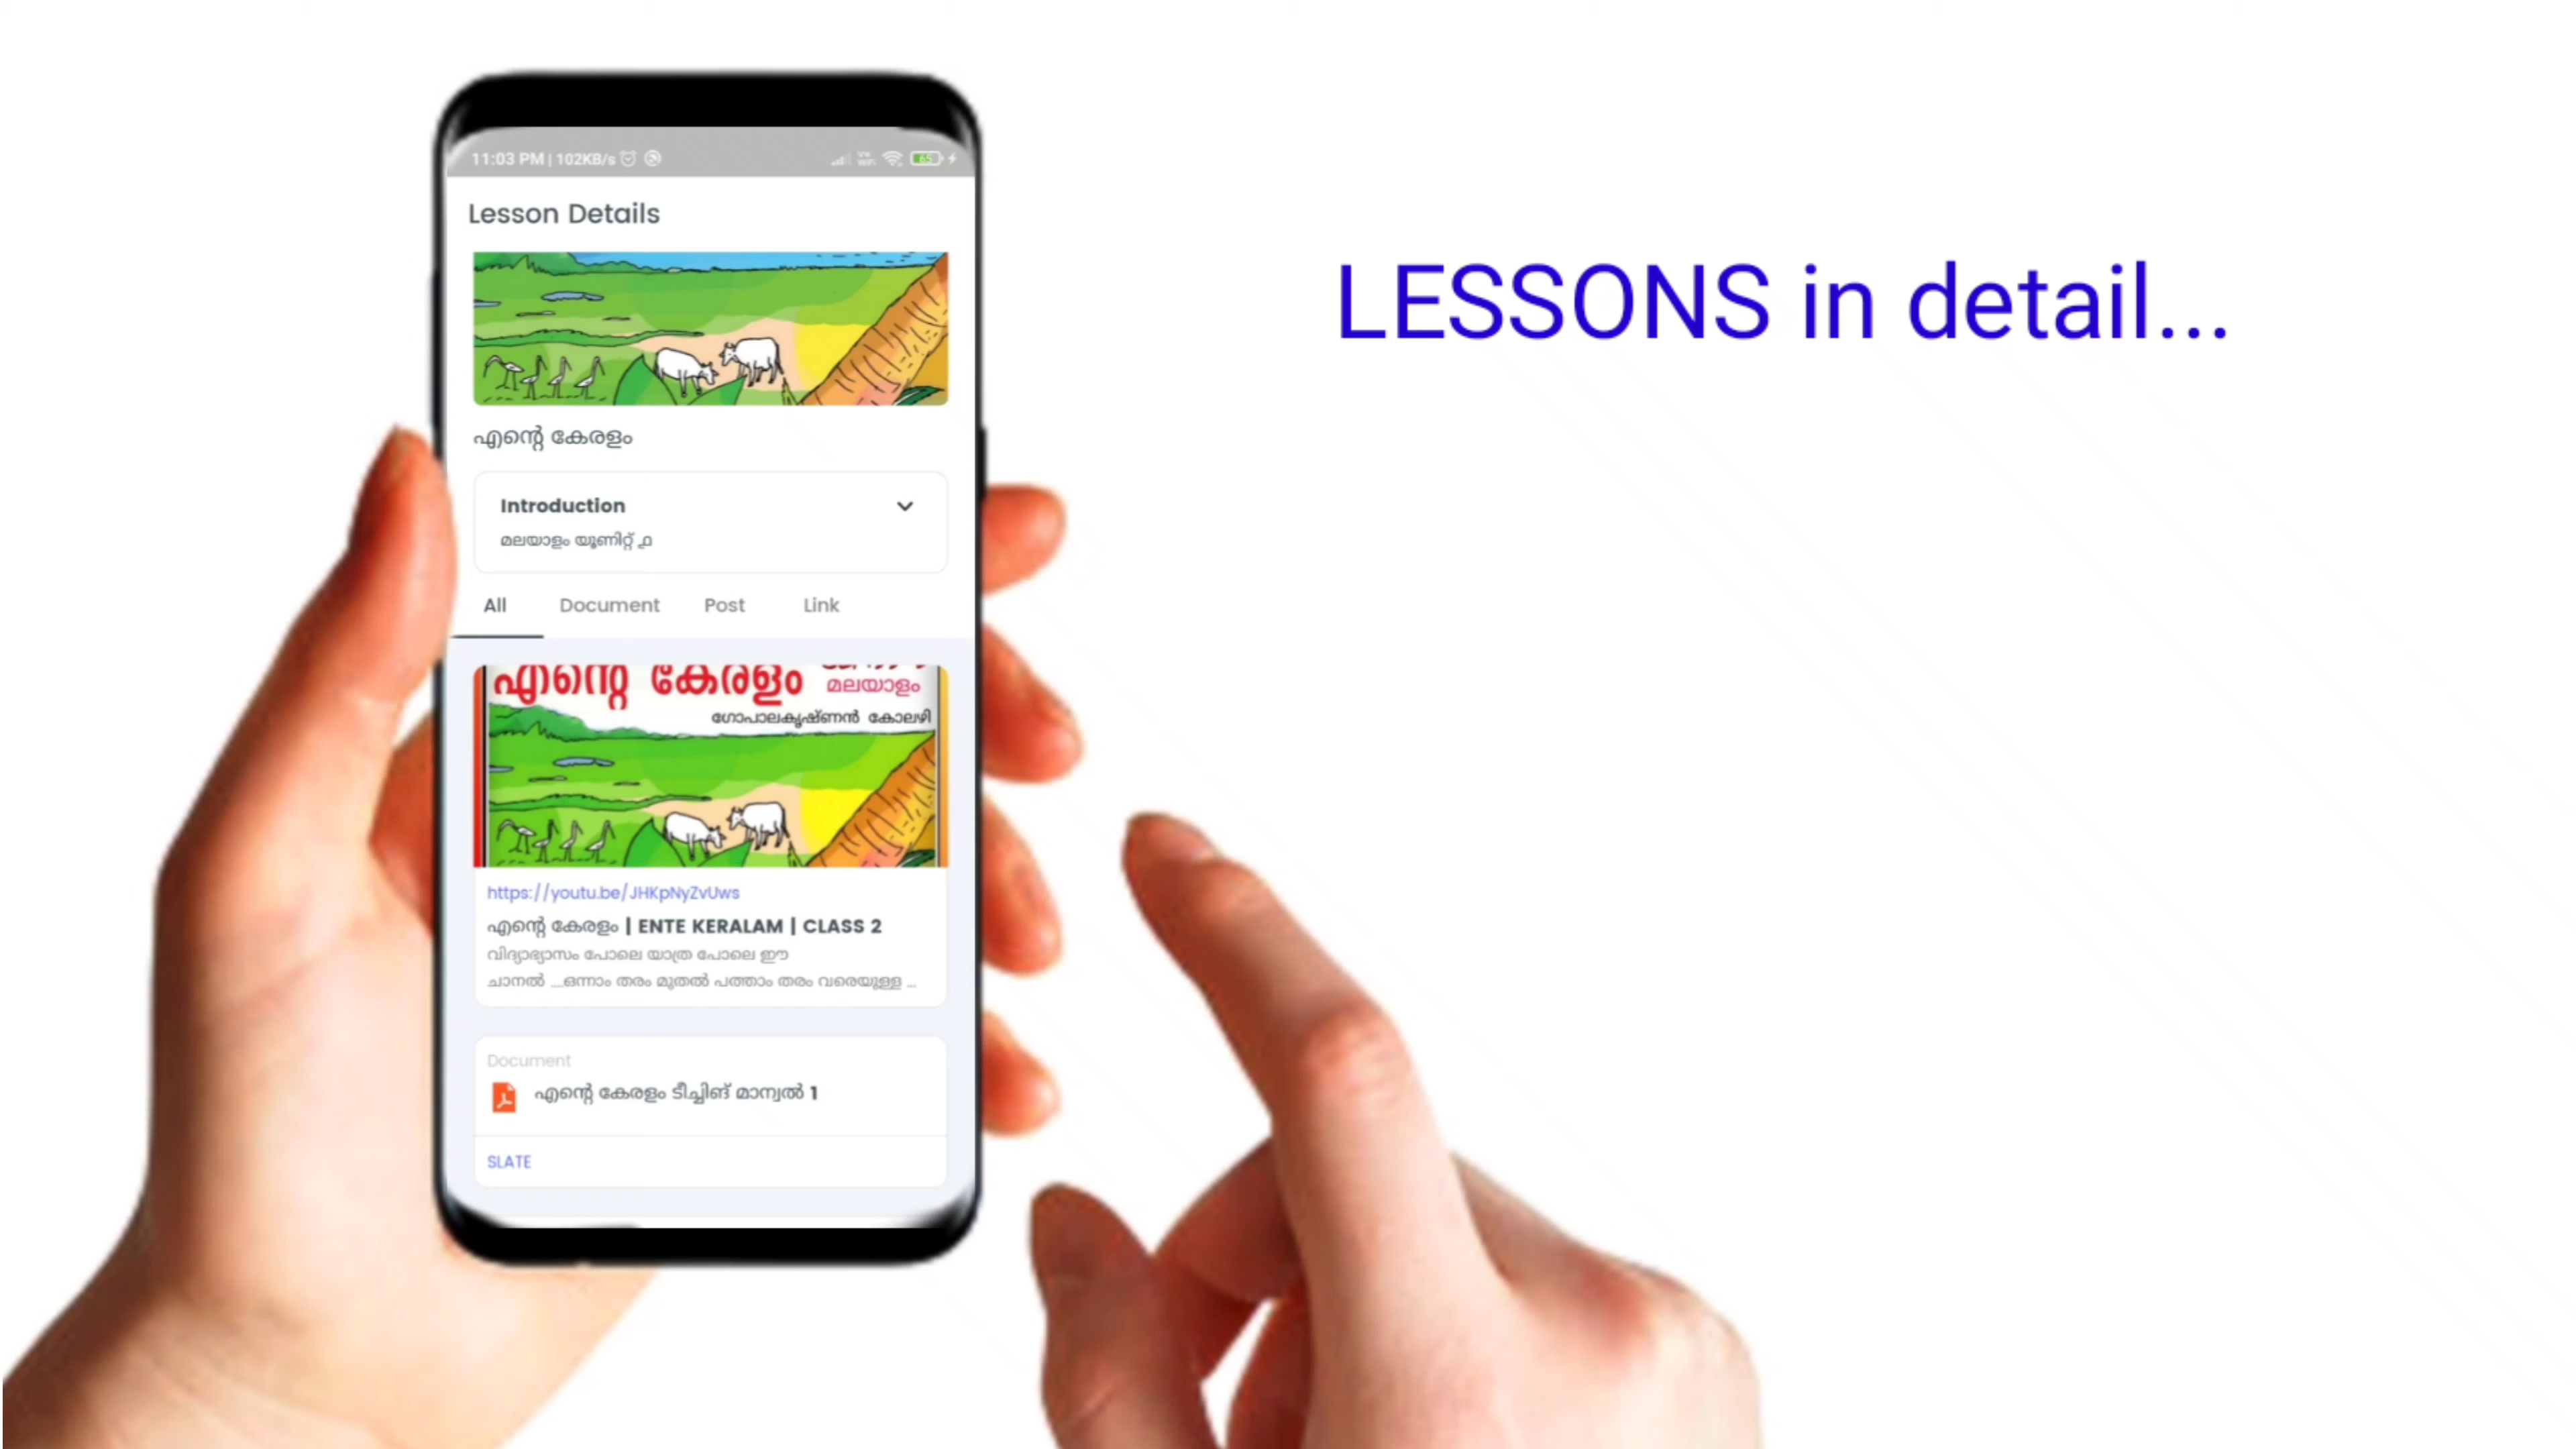 11:03 PM | 102KB/s
65
Lesson Details
എന്റെ കേരളം
Introduction
മലയാളം യൂണിറ്റ് ൧
All Document Post Link
എന്റെ കേരളം
മലയാളം
ഗോപാലകൃഷ്ണൻ കോലഴി
https://youtu.be/JHKpNyZvUws
എന്റെ കേരളം | ENTE KERALAM | CLASS 2
വിദ്യാഭ്യാസം പോലെ യാത്ര പോലെ ഈ
ചാനൽ ....ഒന്നാം തരം മുതൽ പത്താം തരം വരെയുള്ള ...
Document
എന്റെ കേരളം ടീച്ചിങ് മാന്വൽ 1
SLATE
LESSONS in detail...